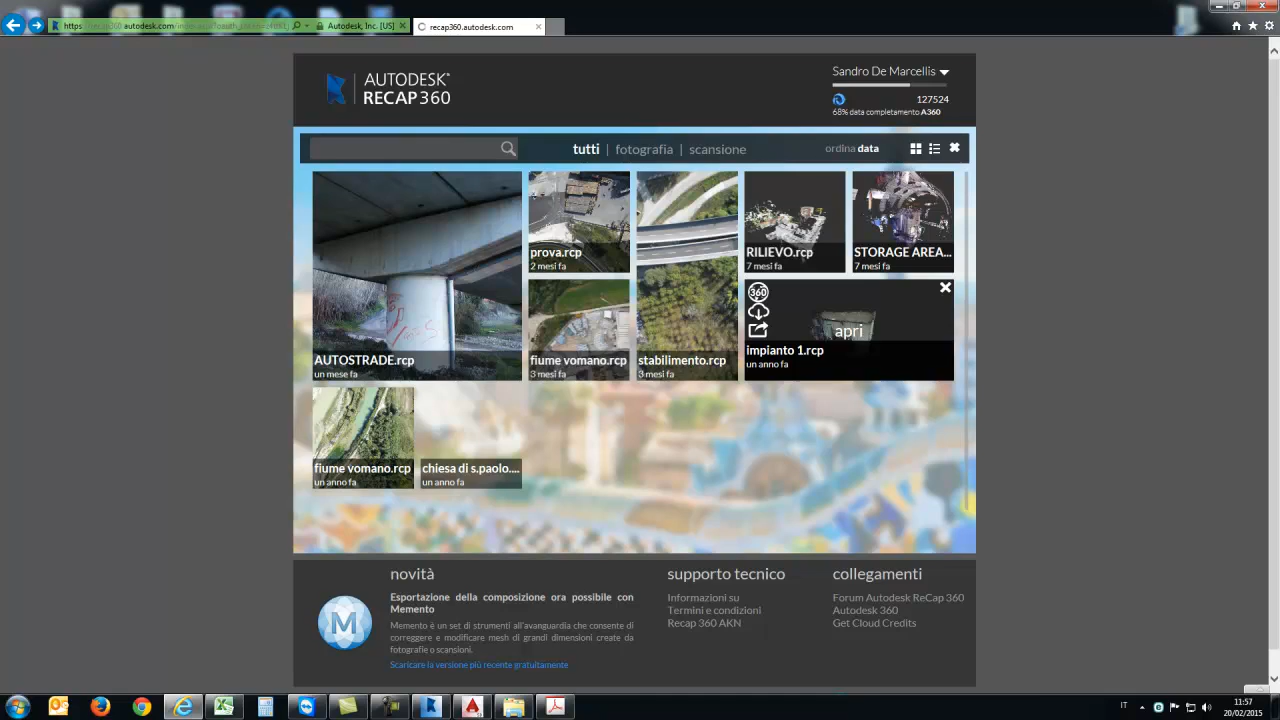 Autodesk, Inc. [US]
recap360.autodesk.com
AUTODESK®
RECAP 360
Sandro De Marcellis
127524
68% data completamento A360
tutti | fotografia | scansione
ordina data
AUTOSTRADE.rcp
un mese fa
prova.rcp
2 mesi fa
fiume vomano.rcp
3 mesi fa
stabilimento.rcp
3 mesi fa
RILIEVO.rcp
7 mesi fa
STORAGE AREA...
7 mesi fa
360
apri
impianto 1.rcp
un anno fa
fiume vomano.rcp
un anno fa
chiesa di s.paolo....
un anno fa
novità
Esportazione della composizione ora possibile con
Memento
Memento è un set di strumenti all'avanguardia che consente di
correggere e modificare mesh di grandi dimensioni create da
fotografie o scansioni.
Scaricare la versione più recente gratuitamente
M
supporto tecnico
Informazioni su
Termini e condizioni
Recap 360 AKN
collegamenti
Forum Autodesk ReCap 360
Autodesk 360
Get Cloud Credits
IT
11:57
20/02/2015